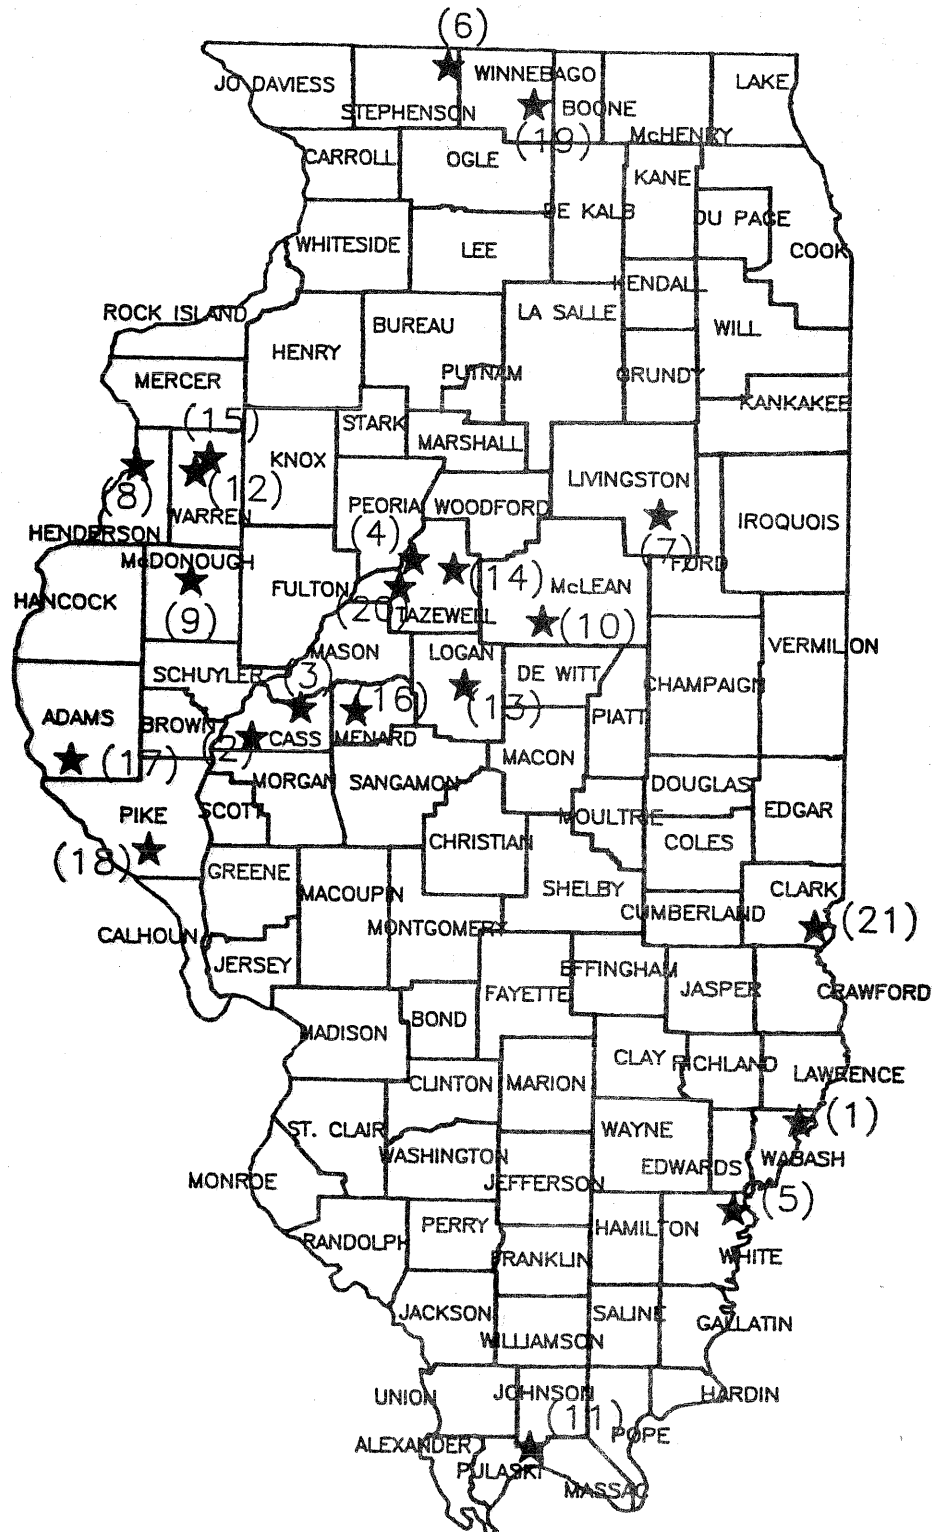 (6)
JO DAVIESS
STEPHENSON
WINNEBAGO
BOONE
McHENRY
LAKE
(19)
CARROLL
OGLE
KANE
DE KALB
DU PAGE
COOK
WHITESIDE
LEE
KENDALL
ROCK ISLAND
BUREAU
LA SALLE
WILL
HENRY
MERCER
PUTNAM
GRUNDY
KANKAKEE
(15)
STARK
MARSHALL
KNOX
LIVINGSTON
(8)
(12)
WARREN
PEORIA
WOODFORD
IROQUOIS
HENDERSON
(4)
(7)
FORD
McDONOUGH
FULTON
(14)
McLEAN
HANCOCK
(9)
(20)
TAZEWELL
(10)
MASON
LOGAN
VERMILION
SCHUYLER
(3)
DE WITT
CHAMPAIGN
(16)
(13)
ADAMS
BROWN
PIATT
(2)
CASS
MENARD
(17)
MACON
MORGAN
SANGAMON
DOUGLAS
PIKE
SCOTT
MOULTRIE
EDGAR
(18)
CHRISTIAN
COLES
GREENE
MACOUPIN
SHELBY
CLARK
CUMBERLAND
(21)
CALHOUN
MONTGOMERY
JERSEY
EFFINGHAM
FAYETTE
JASPER
CRAWFORD
MADISON
BOND
CLAY
RICHLAND
LAWRENCE
CLINTON
MARION
(1)
ST. CLAIR
WAYNE
WASHINGTON
EDWARDS
WABASH
MONROE
JEFFERSON
(5)
PERRY
HAMILTON
RANDOLPH
FRANKLIN
WHITE
JACKSON
SALINE
GALLATIN
WILLIAMSON
UNION
JOHNSON
HARDIN
(11)
POPE
ALEXANDER
PULASKI
MASSAC